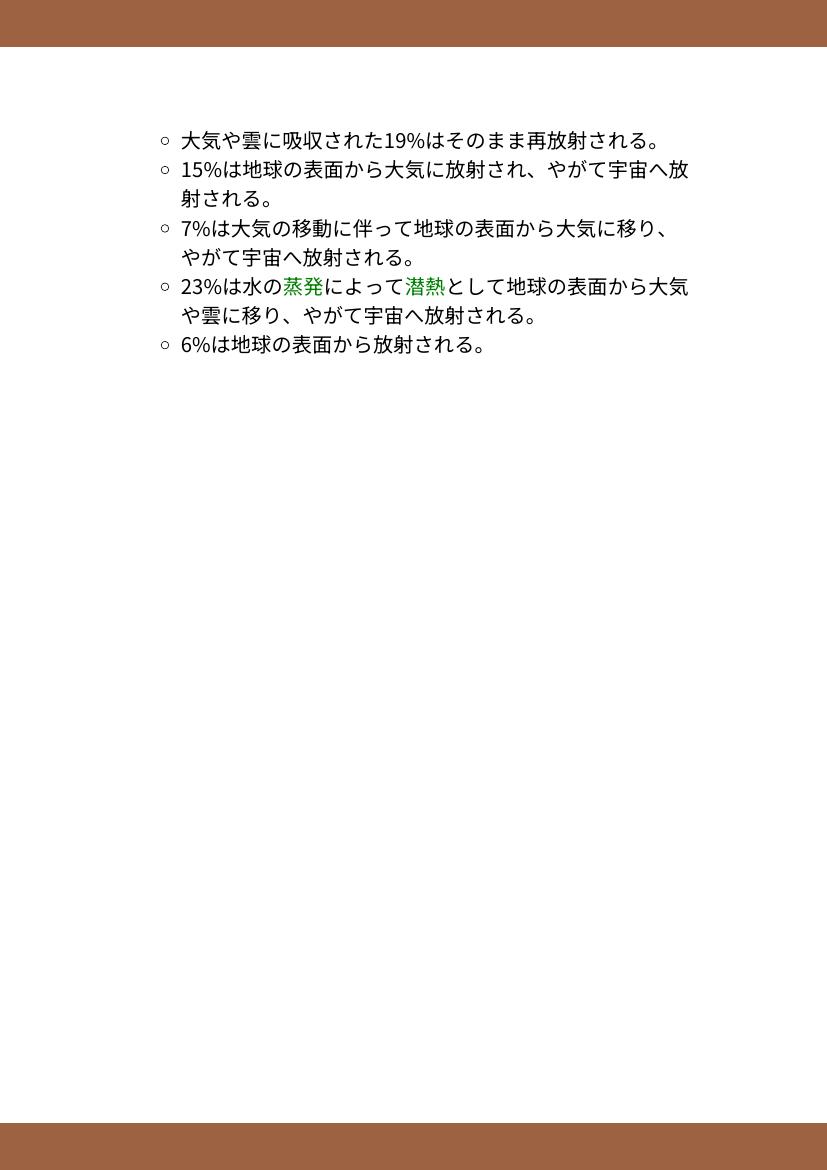 大気や雲に吸収された19%はそのまま再放射される。
15%は地球の表面から大気に放射され、やがて宇宙へ放
射される。
7%は大気の移動に伴って地球の表面から大気に移り、
やがて宇宙へ放射される。
23%は水の蒸発によって潜熱として地球の表面から大気
や雲に移り、やがて宇宙へ放射される。
6%は地球の表面から放射される。